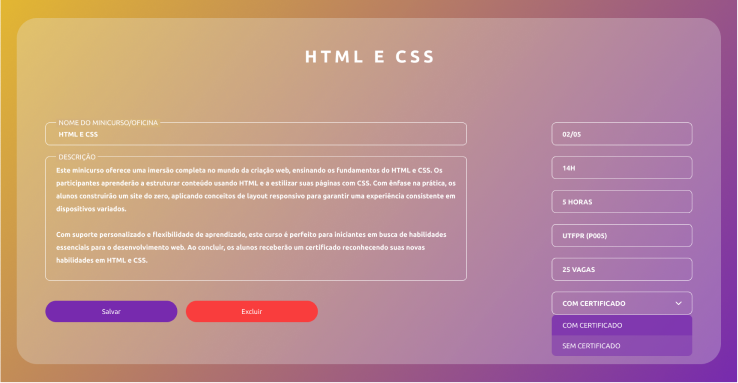 HTML E CSS
NOME DO MINICURSO/OFICINA
HTML E CSS
DESCRIÇÃO
Este minicurso oferece uma imersão completa no mundo da criação web, ensinando os fundamentos do HTML e CSS. Os
participantes aprenderão a estruturar conteúdo usando HTML e a estilizar suas páginas com CSS. Com ênfase na prática, os
alunos construirão um site do zero, aplicando conceitos de layout responsivo para garantir uma experiência consistente em
dispositivos variados.
Com suporte personalizado e flexibilidade de aprendizado, este curso é perfeito para iniciantes em busca de habilidades
essenciais para o desenvolvimento web. Ao concluir, os alunos receberão um certificado reconhecendo suas novas
habilidades em HTML e CSS.
Salvar
Excluir
02/05
14H
5 HORAS
UTFPR (P005)
25 VAGAS
COM CERTIFICADO
COM CERTIFICADO
SEM CERTIFICADO